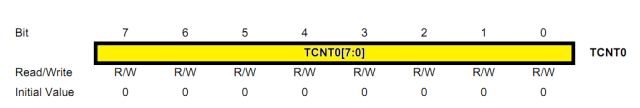 Bit 7 6 5 4 3 2 1 0
TCNT0[7:0] TCNT0
Read/Write R/W R/W R/W R/W R/W R/W R/W R/W
Initial Value 0 0 0 0 0 0 0 0